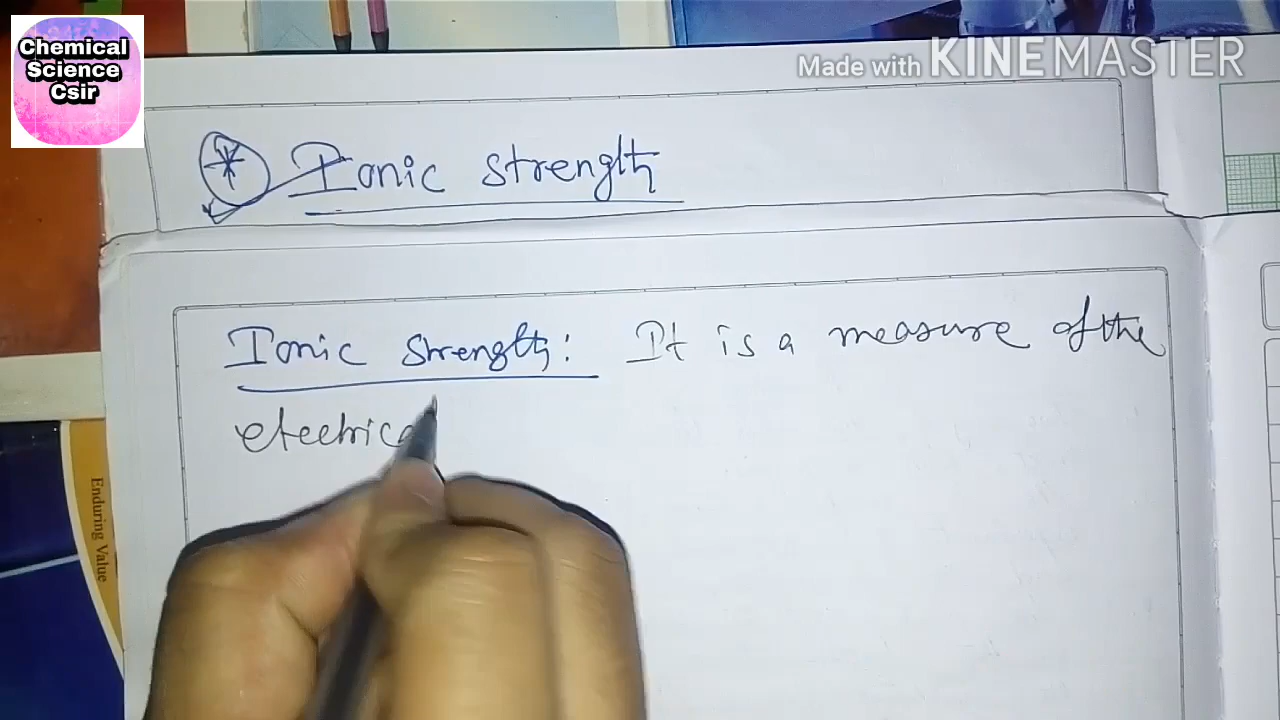 Chemical
Science
Csir
Made with KINEMASTER
Ionic strength
Ionic strength: It is a measure of the
electrica
Enduring Value